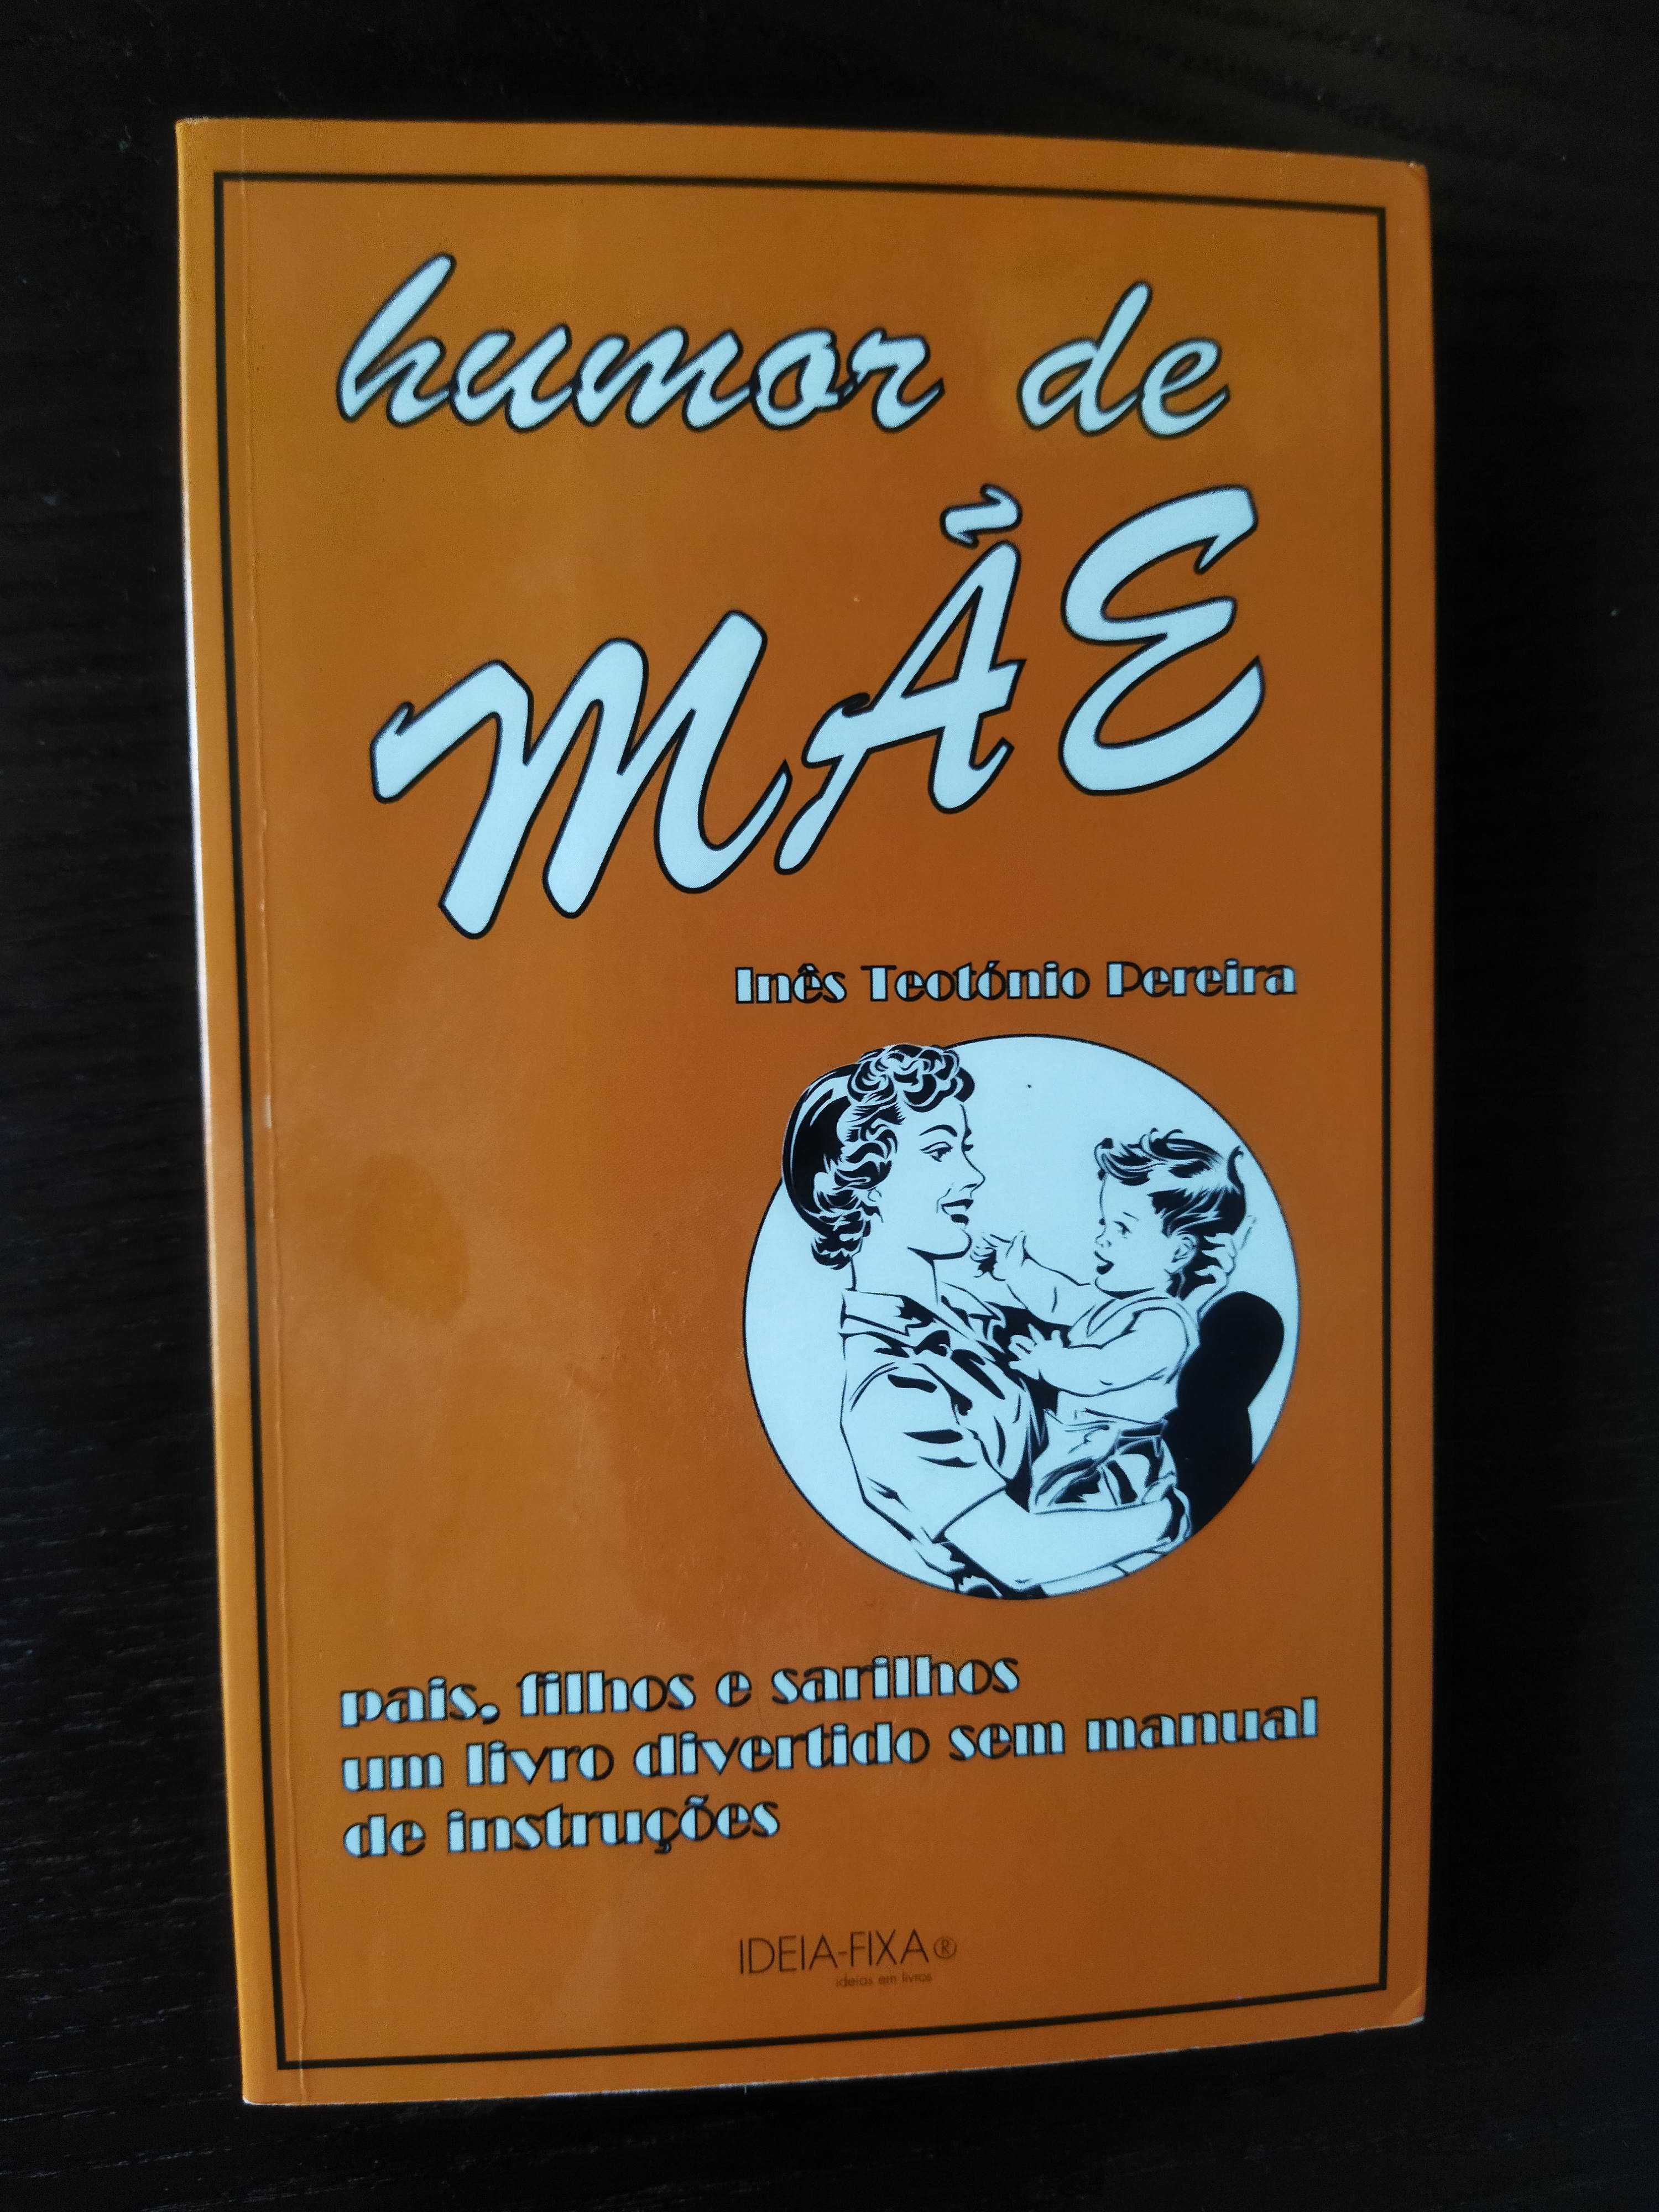 humor de
MÃE
Inês Teotónio Pereira
pais, filhos e sarilhos
um livro divertido sem manual
de instruções
IDEIA-FIXA®
ideias em livros